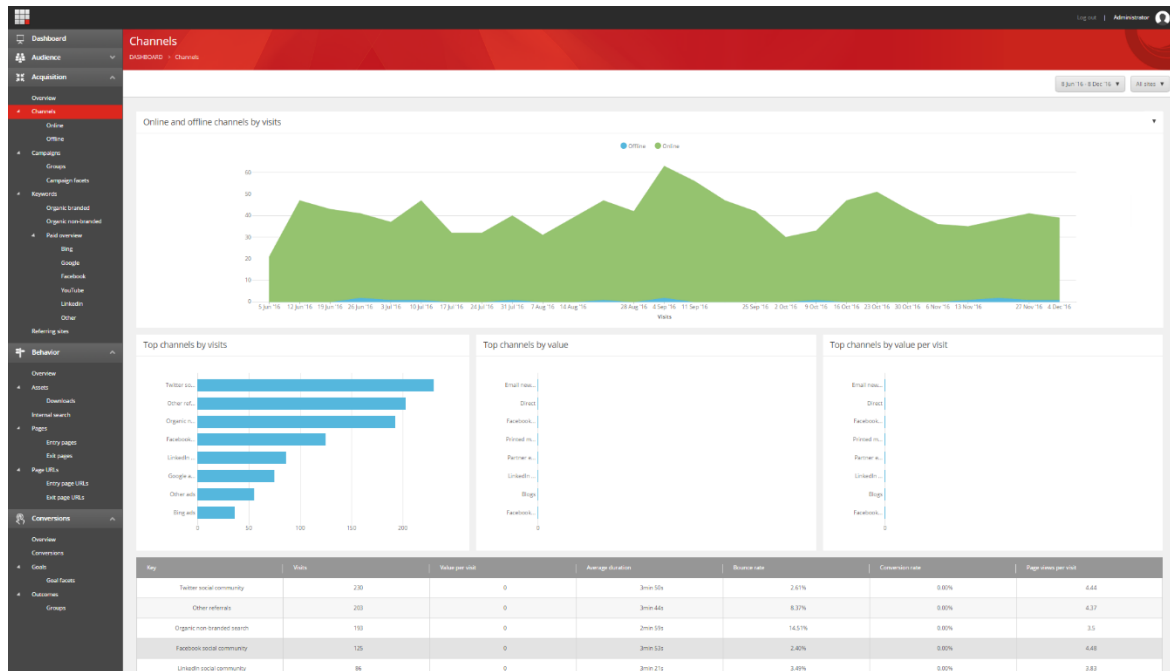 Log out | Administrator
Dashboard
Audience
Acquisition
Overview
Channels
Online
Offline
Campaigns
Groups
Campaign facets
Keywords
Organic branded
Organic non-branded
Paid overview
Bing
Google
Facebook
YouTube
LinkedIn
Other
Referring sites
Behavior
Overview
Assets
Downloads
Internal search
Pages
Entry pages
Exit pages
Page URLs
Entry page URLs
Exit page URLs
Conversions
Overview
Conversions
Goals
Goal facets
Outcomes
Groups
Channels
DASHBOARD > Channels
8 Jun '16 - 8 Dec '16
All sites
Online and offline channels by visits
Offline Online
60
50
40
30
20
10
0
5 Jun '16 12 Jun '16 19 Jun '16 26 Jun '16 3 Jul '16 10 Jul '16 17 Jul '16 24 Jul '16 31 Jul '16 7 Aug '16 14 Aug '16 28 Aug '16 4 Sep '16 11 Sep '16 25 Sep '16 2 Oct '16 9 Oct '16 16 Oct '16 23 Oct '16 30 Oct '16 6 Nov '16 13 Nov '16 27 Nov '16 4 Dec '16
Visits
Top channels by visits
Twitter so...
Other ref...
Organic n...
Facebook...
LinkedIn ...
Google a...
Other ads
Bing ads
0 50 100 150 200
Top channels by value
Email new...
Direct
Facebook...
Printed m...
Partner e...
LinkedIn ...
Blogs
Facebook...
0
Top channels by value per visit
Email new...
Direct
Facebook...
Printed m...
Partner e...
LinkedIn ...
Blogs
Facebook...
0
Key Visits Value per visit Average duration Bounce rate Conversion rate Page views per visit
Twitter social community 230 0 3min 50s 2.61% 0.00% 4.44
Other referrals 203 0 3min 44s 8.37% 0.00% 4.37
Organic non-branded search 193 0 2min 59s 14.51% 0.00% 3.5
Facebook social community 125 0 3min 53s 2.40% 0.00% 4.48
LinkedIn social community 86 0 3min 21s 3.49% 0.00% 3.83